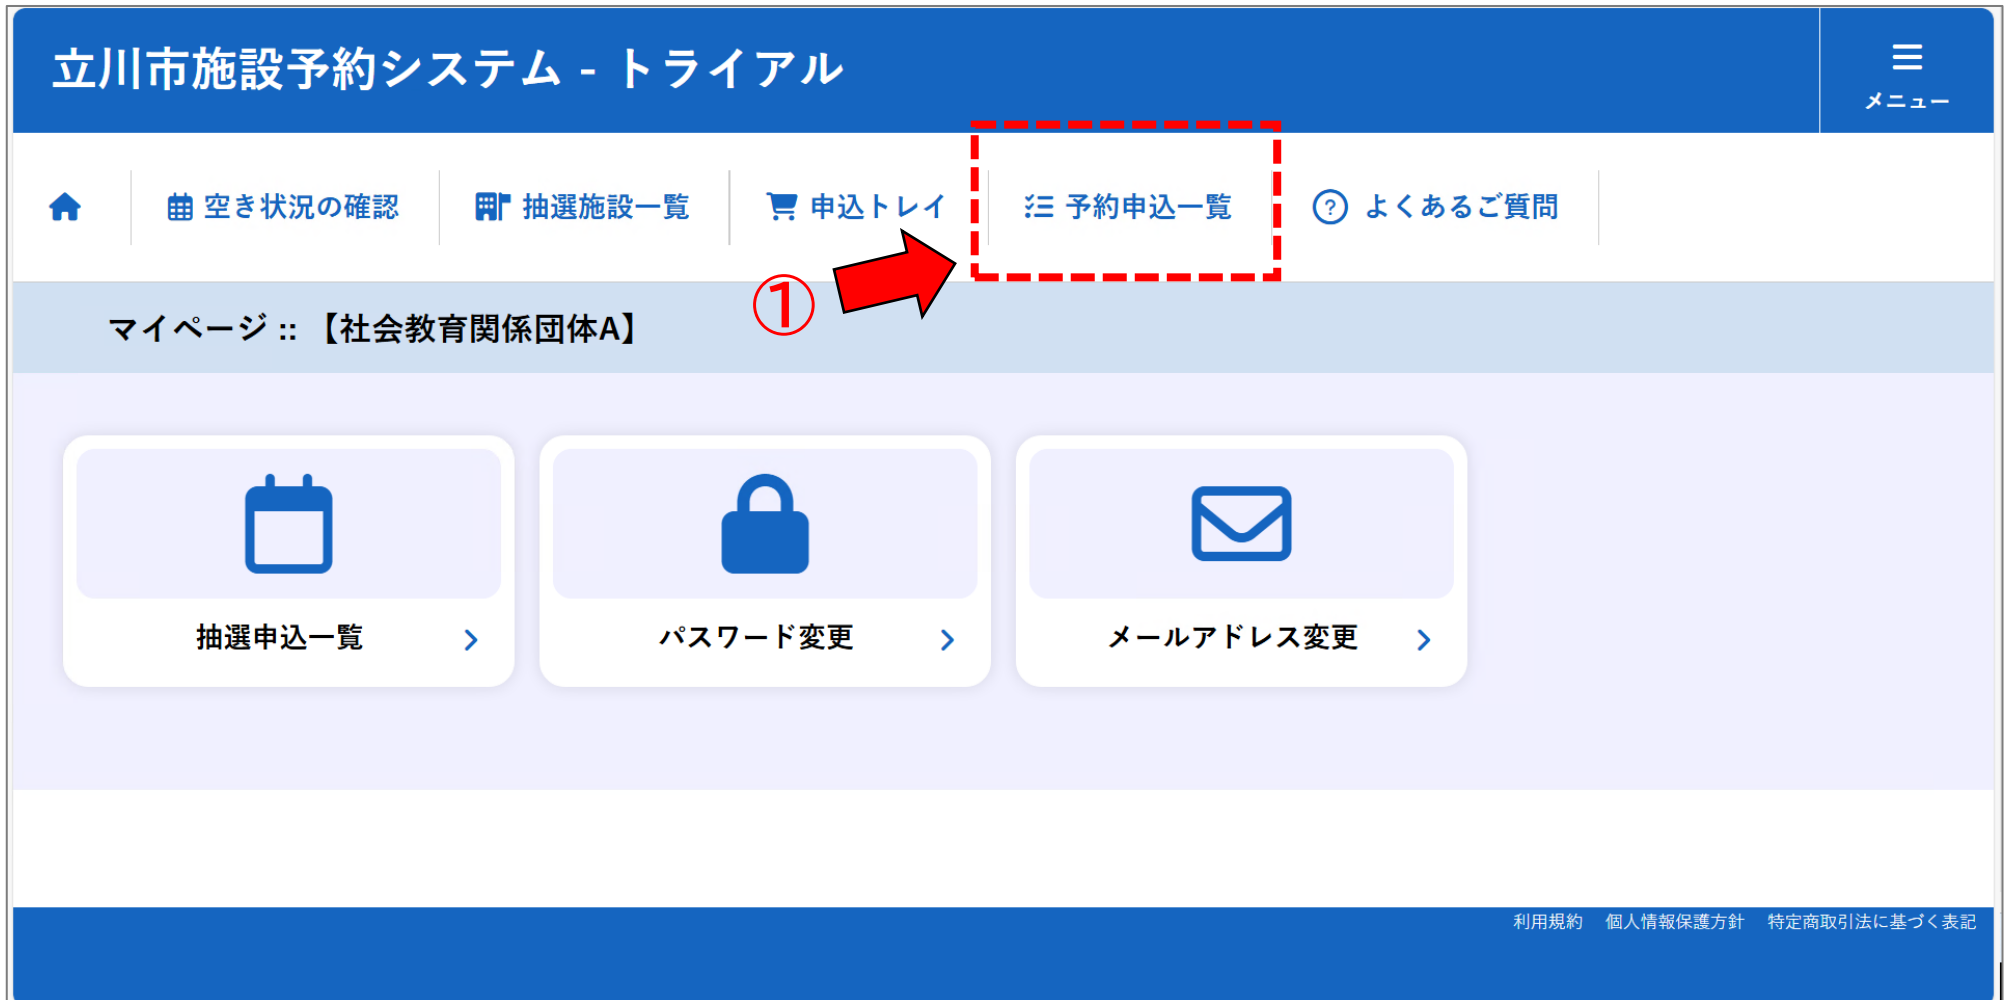 立川市施設予約システム - トライアル
メニュー
空き状況の確認
抽選施設一覧
申込トレイ
予約申込一覧
よくあるご質問
①
マイページ :: 【社会教育関係団体A】
抽選申込一覧
パスワード変更
メールアドレス変更
利用規約 個人情報保護方針 特定商取引法に基づく表記